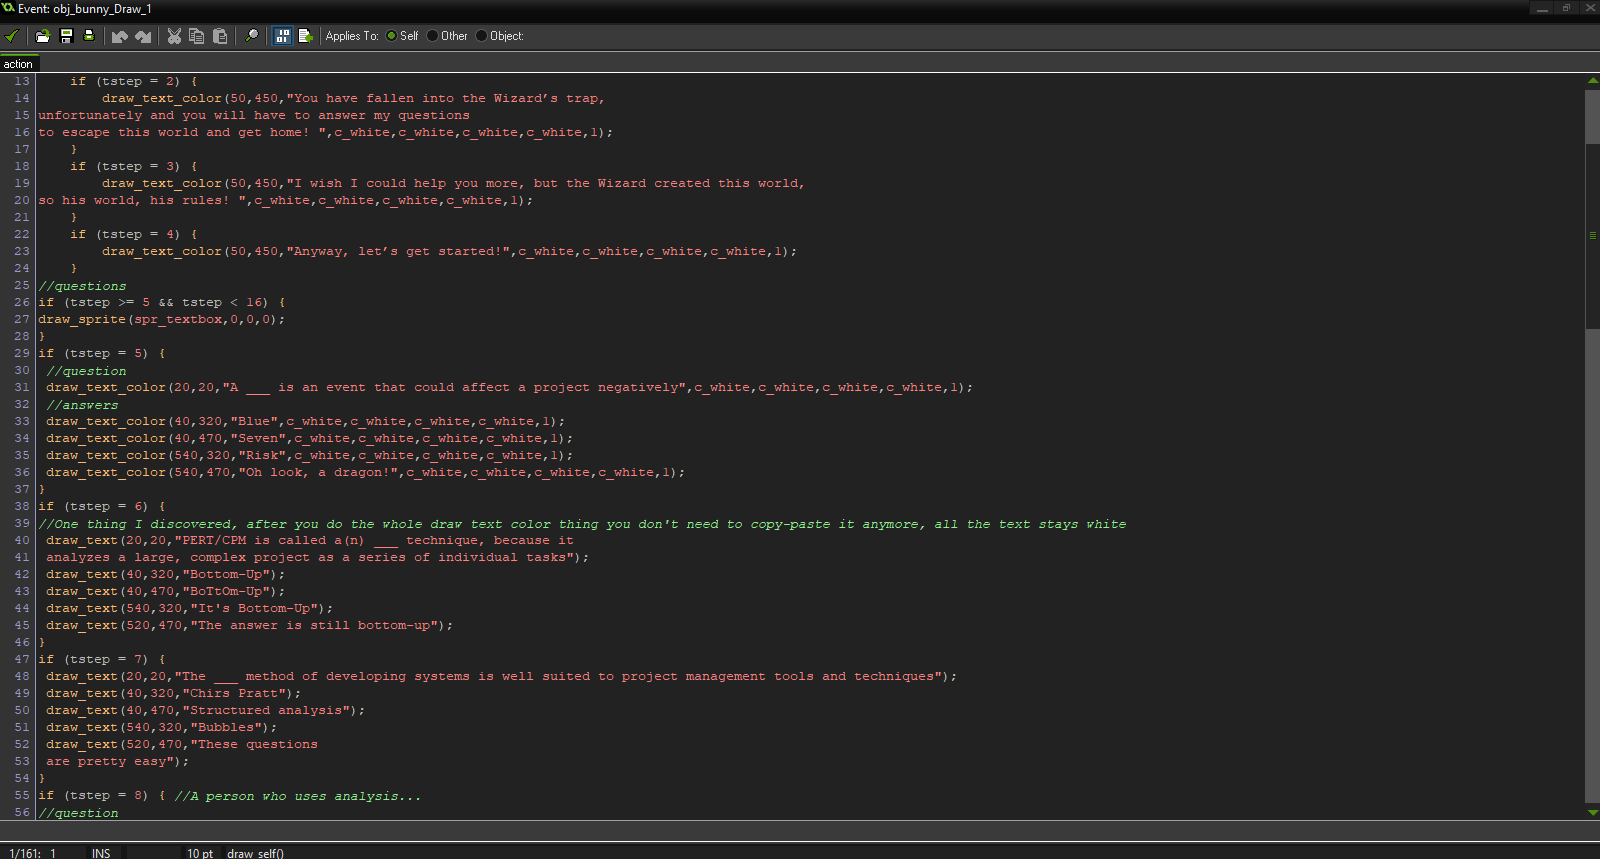 Event: obj_bunny_Draw_1
Applies To: Self Other Object:
action
13     if (tstep = 2) {
14         draw_text_color(50,450,"You have fallen into the Wizard’s trap,
15 unfortunately and you will have to answer my questions
16 to escape this world and get home! ",c_white,c_white,c_white,c_white,1);
17     }
18     if (tstep = 3) {
19         draw_text_color(50,450,"I wish I could help you more, but the Wizard created this world,
20 so his world, his rules! ",c_white,c_white,c_white,c_white,1);
21     }
22     if (tstep = 4) {
23         draw_text_color(50,450,"Anyway, let’s get started!",c_white,c_white,c_white,c_white,1);
24     }
25 //questions
26 if (tstep >= 5 && tstep < 16) {
27 draw_sprite(spr_textbox,0,0,0);
28 }
29 if (tstep = 5) {
30  //question
31  draw_text_color(20,20,"A ___ is an event that could affect a project negatively",c_white,c_white,c_white,c_white,1);
32  //answers
33  draw_text_color(40,320,"Blue",c_white,c_white,c_white,c_white,1);
34  draw_text_color(40,470,"Seven",c_white,c_white,c_white,c_white,1);
35  draw_text_color(540,320,"Risk",c_white,c_white,c_white,c_white,1);
36  draw_text_color(540,470,"Oh look, a dragon!",c_white,c_white,c_white,c_white,1);
37 }
38 if (tstep = 6) {
39 //One thing I discovered, after you do the whole draw text color thing you don't need to copy-paste it anymore, all the text stays white
40  draw_text(20,20,"PERT/CPM is called a(n) ___ technique, because it
41  analyzes a large, complex project as a series of individual tasks");
42  draw_text(40,320,"Bottom-Up");
43  draw_text(40,470,"BoTtOm-Up");
44  draw_text(540,320,"It's Bottom-Up");
45  draw_text(520,470,"The answer is still bottom-up");
46 }
47 if (tstep = 7) {
48  draw_text(20,20,"The ___ method of developing systems is well suited to project management tools and techniques");
49  draw_text(40,320,"Chirs Pratt");
50  draw_text(40,470,"Structured analysis");
51  draw_text(540,320,"Bubbles");
52  draw_text(520,470,"These questions
53  are pretty easy");
54 }
55 if (tstep = 8) { //A person who uses analysis...
56 //question
1/161: 1 INS 10 pt draw_self()